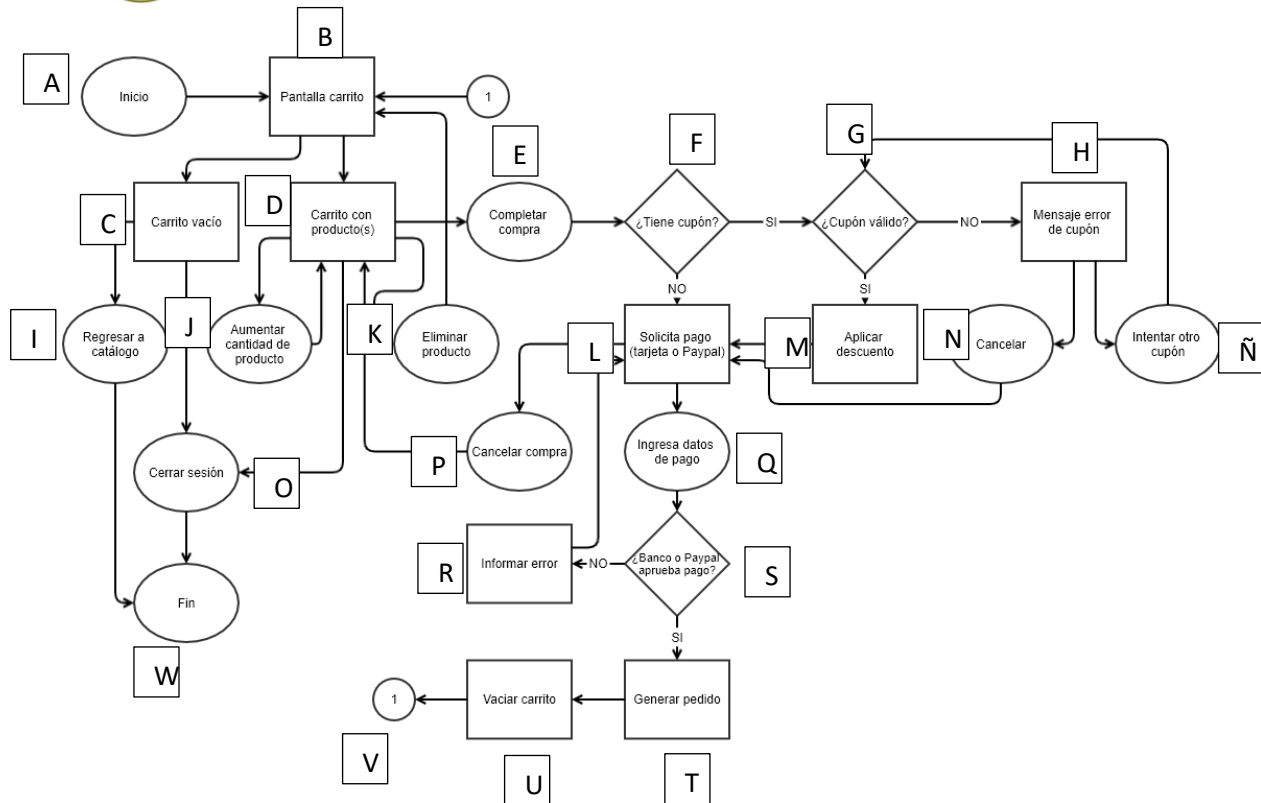 B
A
Inicio
Pantalla carrito
1
E
F
G
H
C
Carrito vacío
D
Carrito con
producto(s)
Completar
compra
¿Tiene cupón?
SI
¿Cupón válido?
NO
Mensaje error
de cupón
NO
SI
I
Regresar a
catálogo
J
Aumentar
cantidad de
producto
K
Eliminar
producto
L
Solicita pago
(tarjeta o Paypal)
M
Aplicar
descuento
N
Cancelar
Intentar otro
cupón
Ñ
Cerrar sesión
O
P
Cancelar compra
Ingresa datos
de pago
Q
R
Informar error
NO
¿Banco o Paypal
aprueba pago?
S
Fin
SI
W
1
Vaciar carrito
Generar pedido
V
U
T